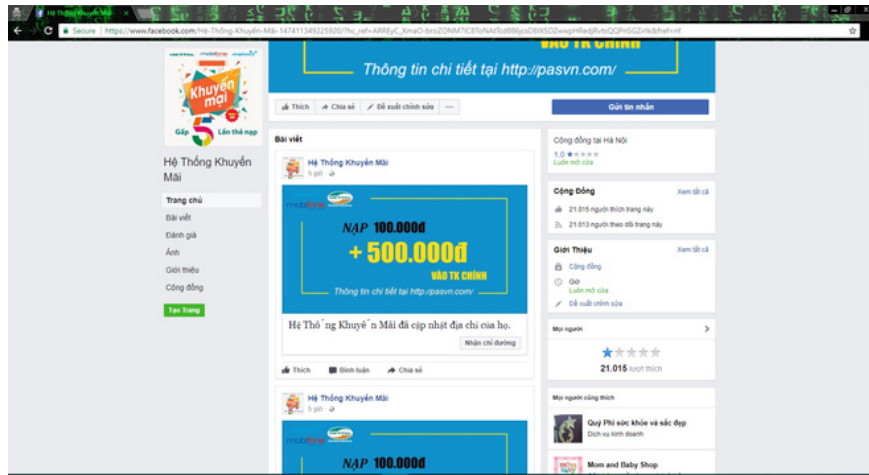 Hệ Thống Khuyến Mãi
Secure
https://www.facebook.com/Hệ-Thống-Khuyến-Mãi-147411349225920/
VÀO TK CHÍNH
Thông tin chi tiết tại http://pasvn.com/
viettel mobifone
Khuyến
mại
Gấp 5 Lần thẻ nạp
Thích Chia sẻ Đề xuất chỉnh sửa ...
Gửi tin nhắn
Hệ Thống Khuyến
Mãi
Trang chủ
Bài viết
Đánh giá
Ảnh
Giới thiệu
Cộng đồng
Tạo Trang
Bài viết
Hệ Thống Khuyến Mãi
5 giờ
mobifone
NẠP 100.000đ
+ 500.000đ
VÀO TK CHÍNH
Thông tin chi tiết tại http://pasvn.com/
Hệ Thống Khuyến Mãi đã cập nhật địa chỉ của họ.
Nhận chỉ đường
Thích Bình luận Chia sẻ
Hệ Thống Khuyến Mãi
5 giờ
mobifone
NẠP 100.000đ
Cộng đồng tại Hà Nội
1,0
Luôn mở cửa
Cộng Đồng Xem tất cả
21.015 người thích trang này
21.013 người theo dõi trang này
Giới Thiệu Xem tất cả
Cộng đồng
Giờ
Luôn mở cửa
Đề xuất chỉnh sửa
Mọi người
21.015 lượt thích
Mọi người cũng thích
Quý Phi sức khỏe và sắc đẹp
Dịch vụ kinh doanh
Mom and Baby Shop